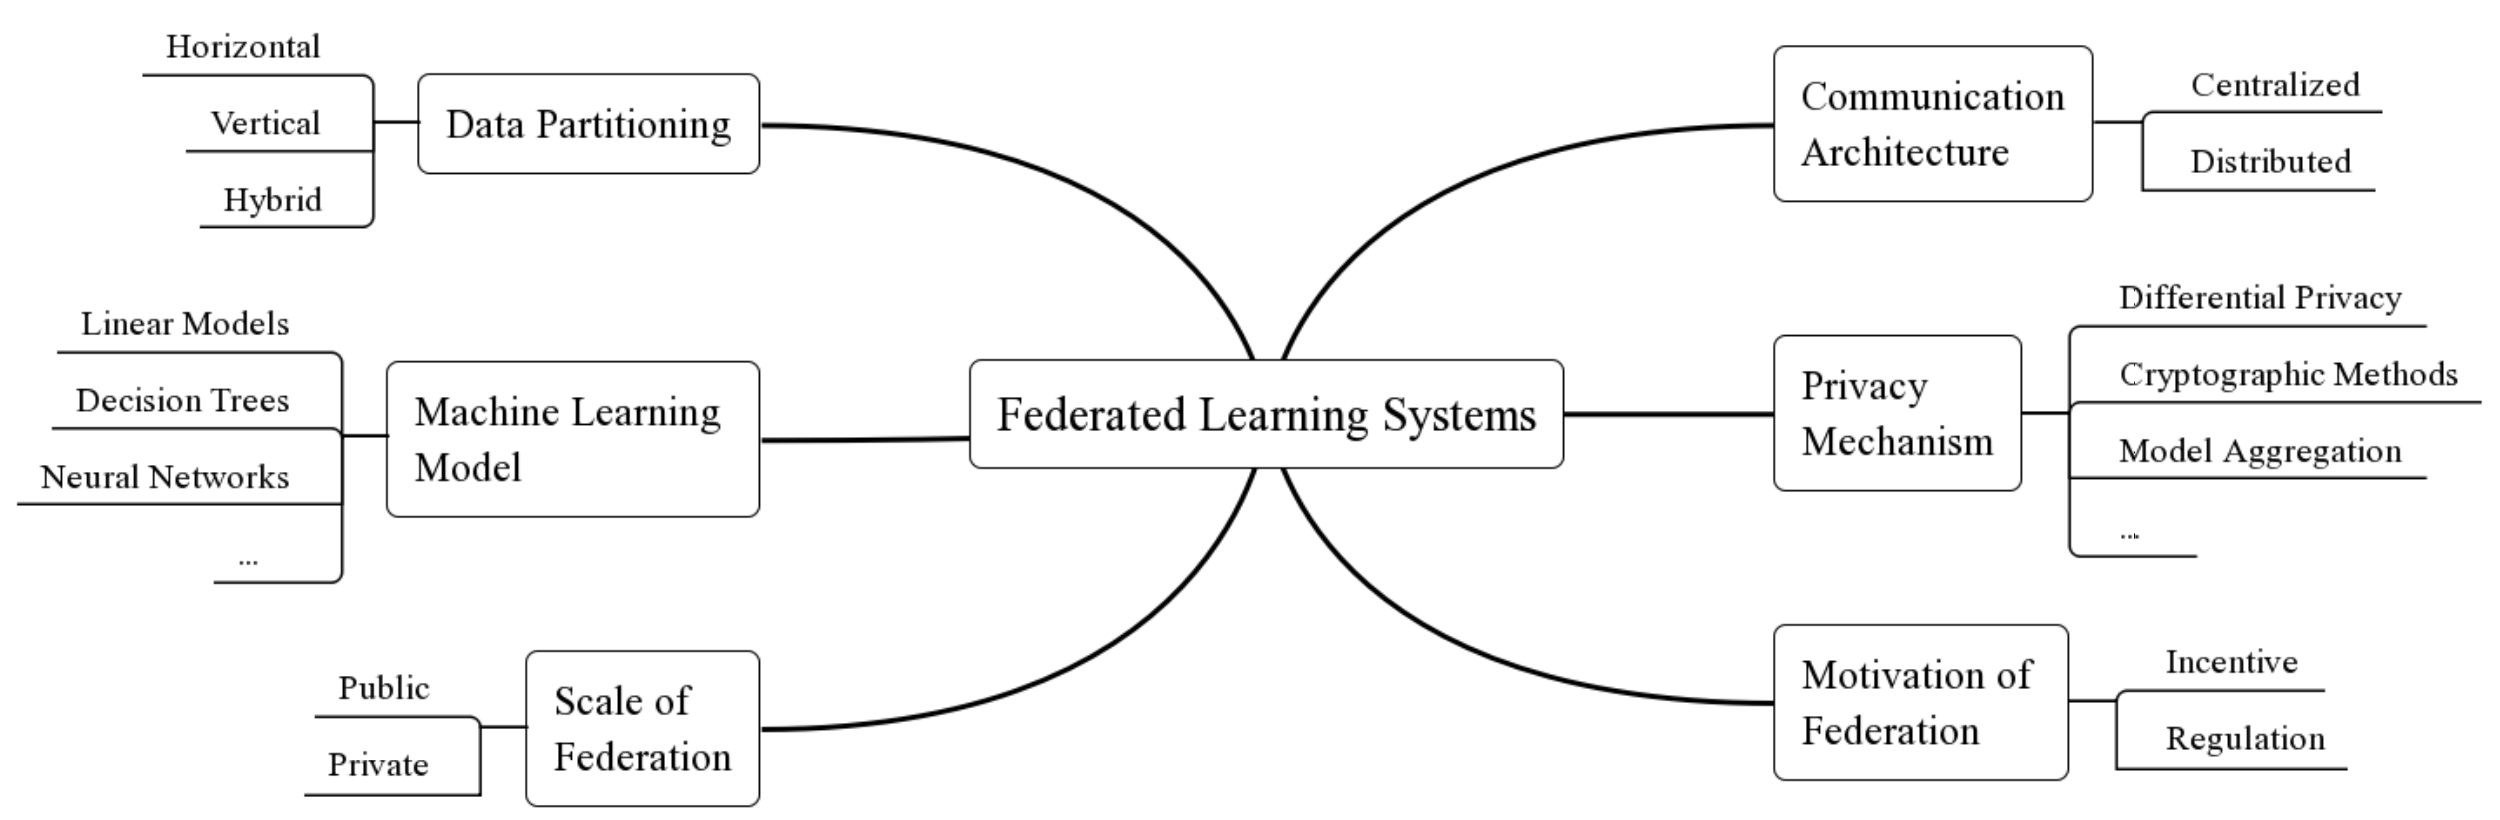 Horizontal
Vertical
Hybrid
Data Partitioning
Linear Models
Decision Trees
Neural Networks
...
Machine Learning
Model
Public
Private
Scale of
Federation
Federated Learning Systems
Communication
Architecture
Centralized
Distributed
Privacy
Mechanism
Differential Privacy
Cryptographic Methods
Model Aggregation
...
Motivation of
Federation
Incentive
Regulation